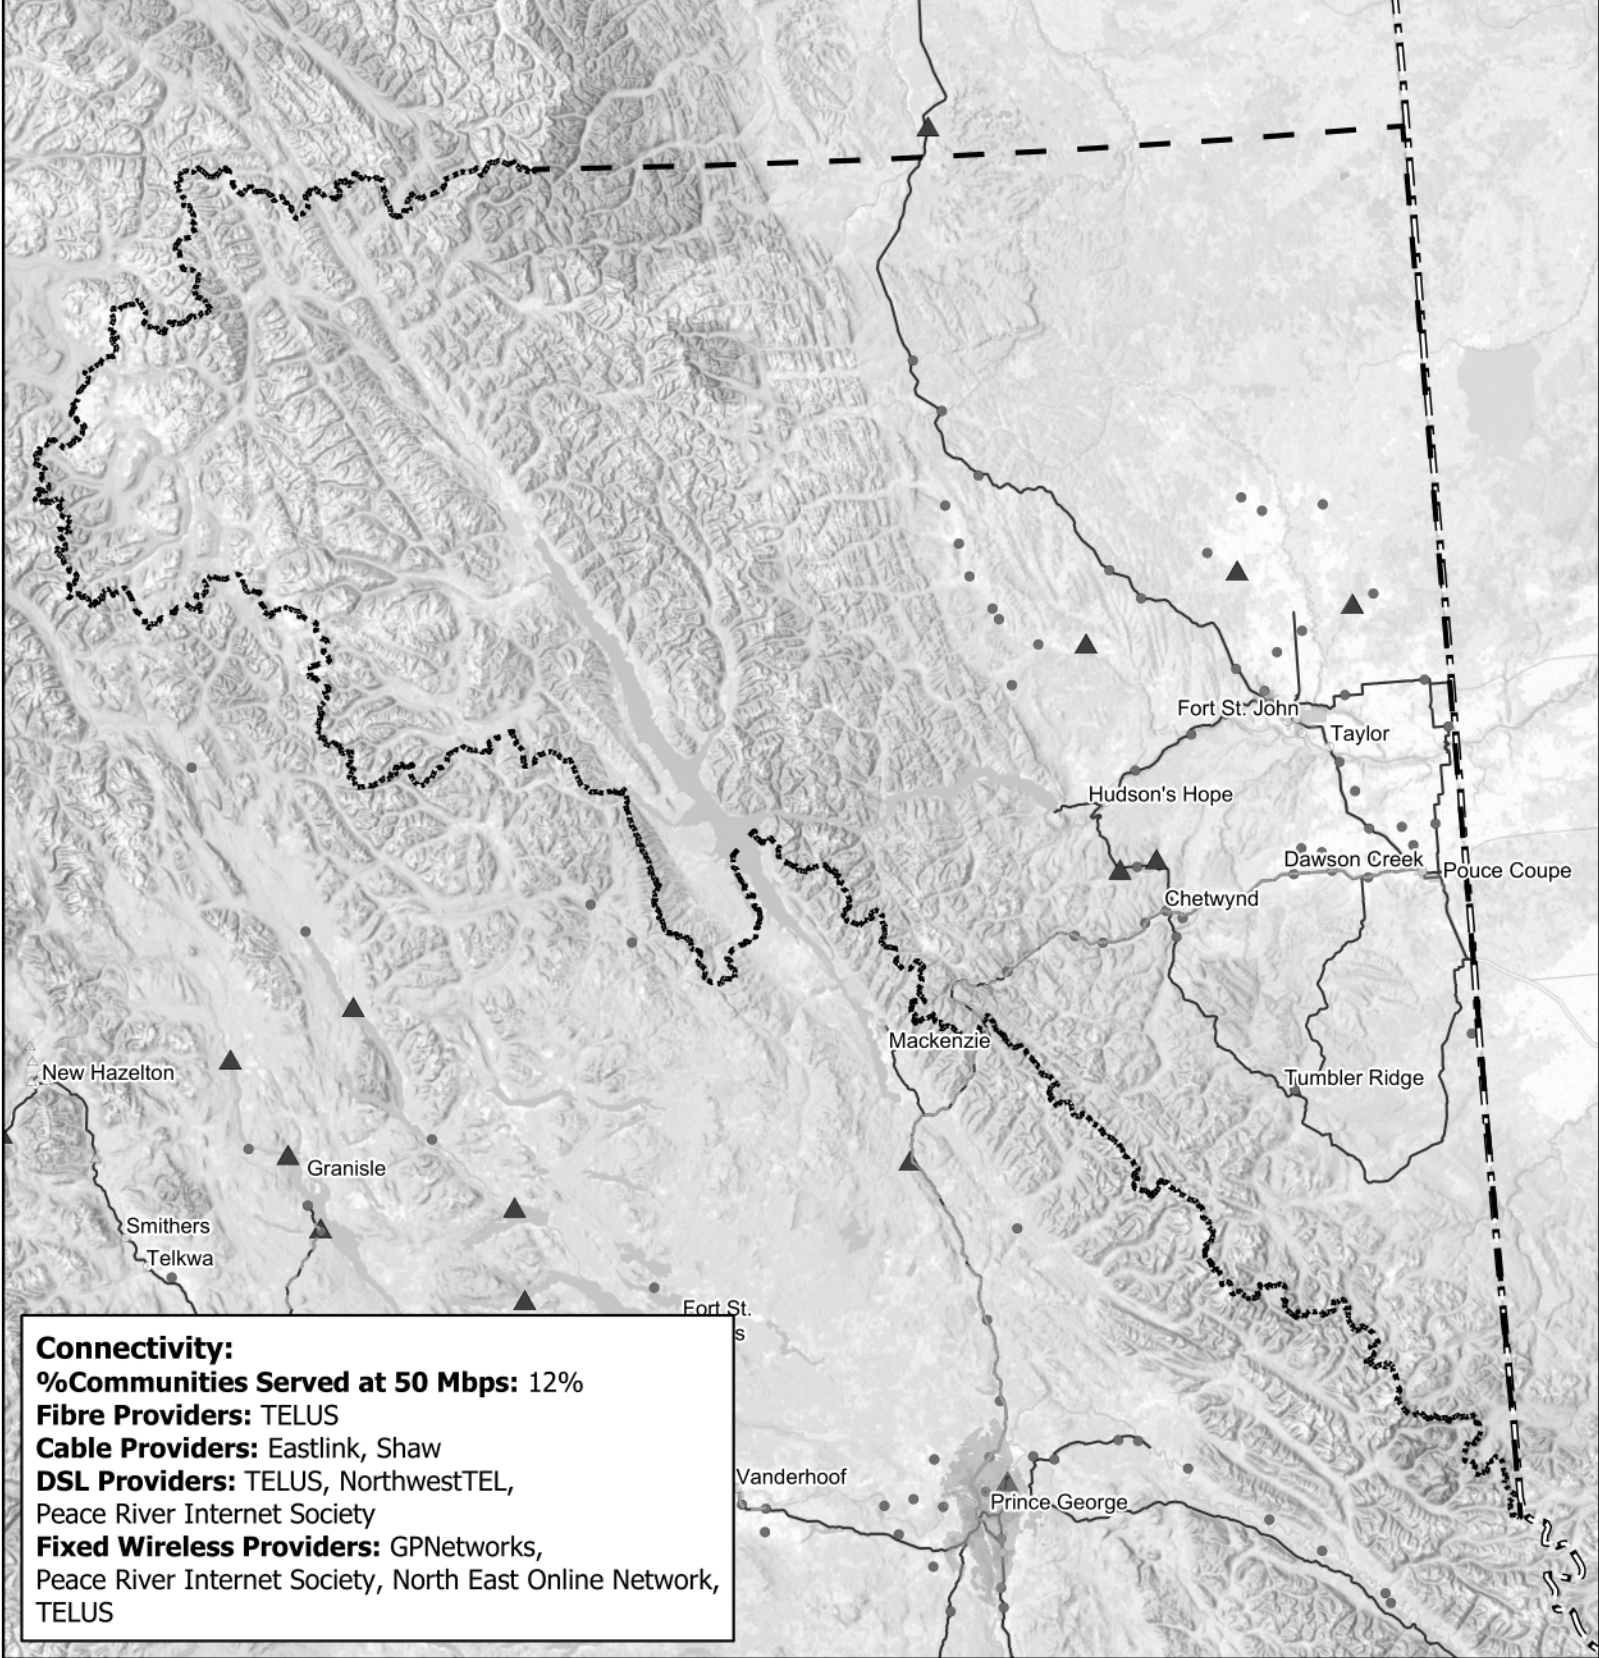 Fort St. John
Taylor
Hudson's Hope
Dawson Creek
Pouce Coupe
Chetwynd
Mackenzie
New Hazelton
Tumbler Ridge
Granisle
Smithers
Telkwa
Fort St.
s
Connectivity:
%Communities Served at 50 Mbps: 12%
Fibre Providers: TELUS
Cable Providers: Eastlink, Shaw
DSL Providers: TELUS, NorthwestTEL,
Peace River Internet Society
Fixed Wireless Providers: GPNetworks,
Peace River Internet Society, North East Online Network,
TELUS
Vanderhoof
Prince George